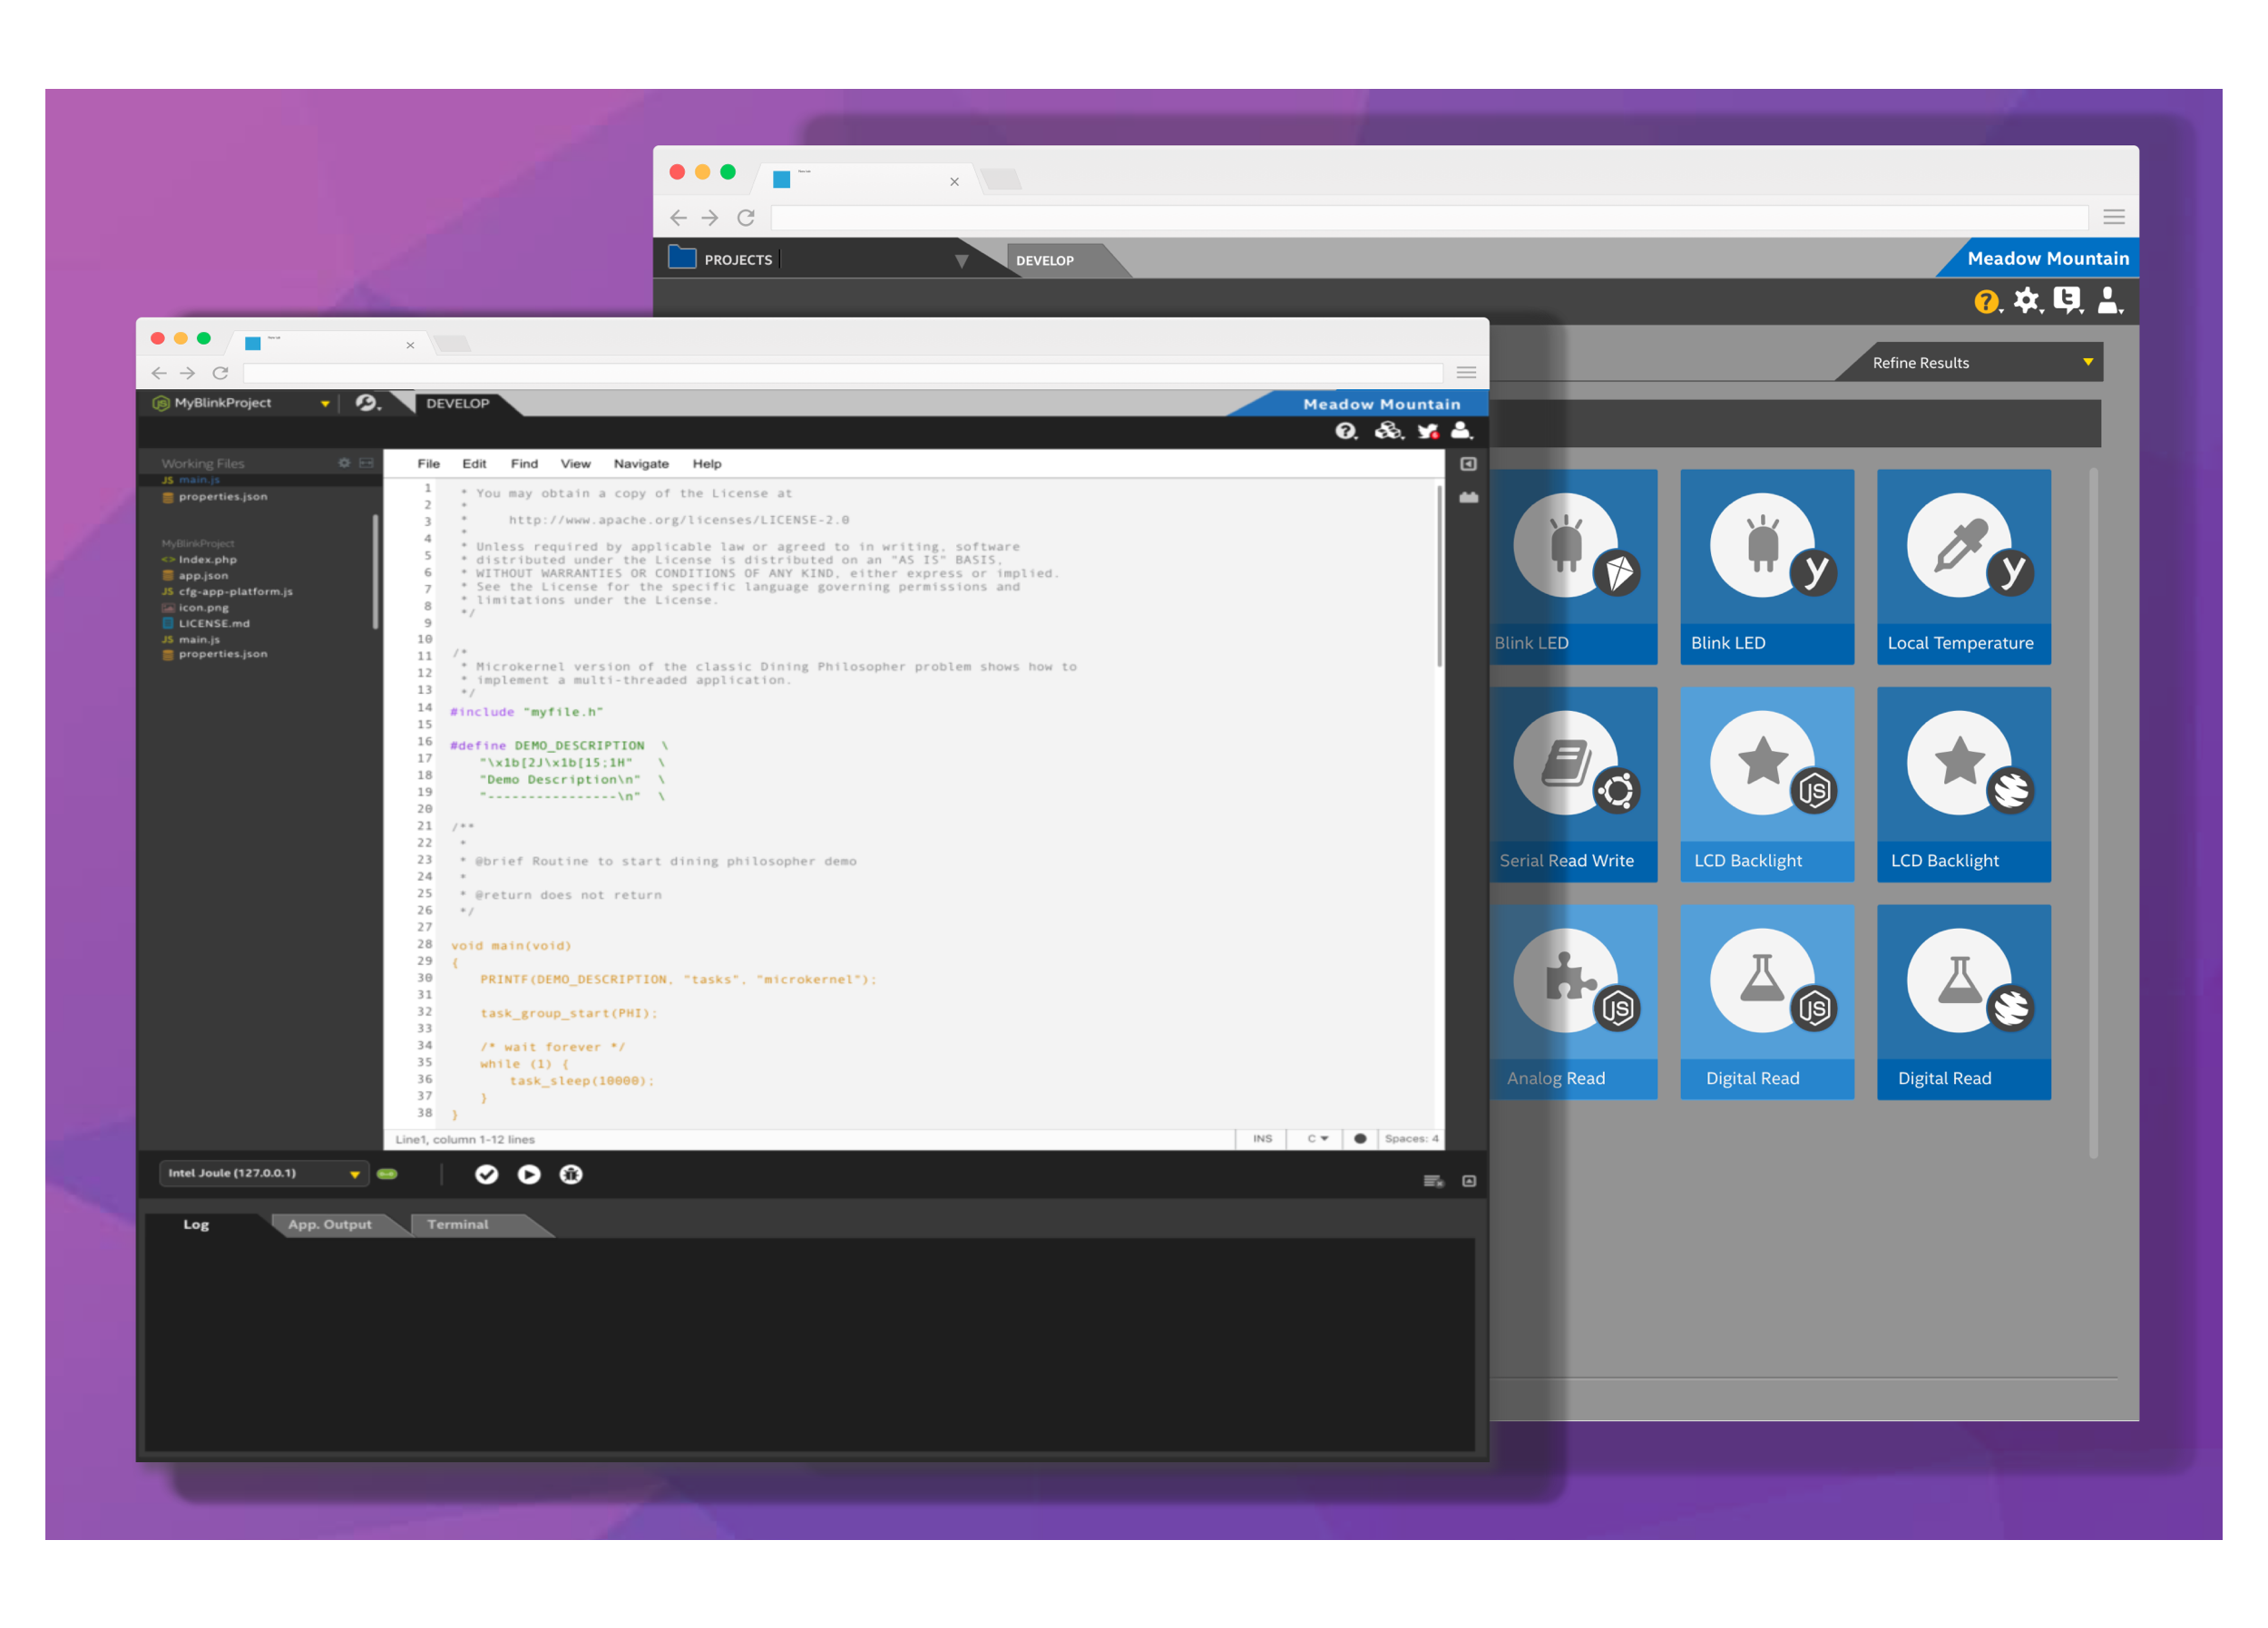 PROJECTS
DEVELOP
Meadow Mountain
Refine Results
Blink LED
Blink LED
Local Temperature
Serial Read Write
LCD Backlight
LCD Backlight
Analog Read
Digital Read
Digital Read
MyBlinkProject
DEVELOP
Meadow Mountain
Working Files
JS main.js
properties.json
MyBlinkProject
<> Index.php
app.json
JS cfg-app-platform.js
icon.png
LICENSE.md
JS main.js
properties.json
File Edit Find View Navigate Help
1 * You may obtain a copy of the License at
2 *
3 * http://www.apache.org/licenses/LICENSE-2.0
4 *
5 * Unless required by applicable law or agreed to in writing, software
* distributed under the License is distributed on an "AS IS" BASIS,
6 * WITHOUT WARRANTIES OR CONDITIONS OF ANY KIND, either express or implied.
7 * See the License for the specific language governing permissions and
8 * limitations under the License.
9 */
10
11 /*
12 * Microkernel version of the classic Dining Philosopher problem shows how to
* implement a multi-threaded application.
13 */
14 #include "myfile.h"
15
16 #define DEMO_DESCRIPTION \
17 "\x1b[2J\x1b[15;1H" \
18 "Demo Description\n" \
19 "----------------\n" \
20
21 /**
22 *
23 * @brief Routine to start dining philosopher demo
24 *
25 * @return does not return
26 */
27
28 void main(void)
29 {
30 PRINTF(DEMO_DESCRIPTION, "tasks", "microkernel");
31
32 task_group_start(PHI);
33
34 /* wait forever */
35 while (1) {
36 task_sleep(10000);
37 }
38 }
Line1, column 1-12 lines
INS
C
Spaces: 4
Intel Joule (127.0.0.1)
Log
App. Output
Terminal